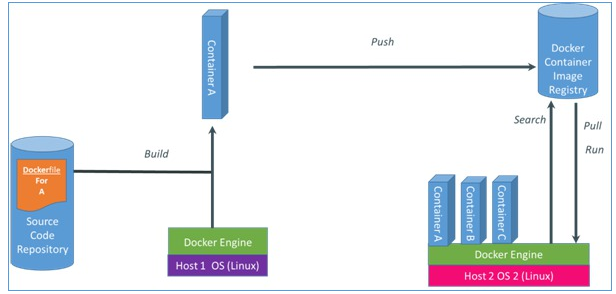 Container A
Push
Docker
Container
Image
Registry
Search
Pull
Run
Build
Dockerfile
For
A
Source
Code
Repository
Docker Engine
Host 1  OS (Linux)
Container A
Container B
Container C
Docker Engine
Host 2 OS 2 (Linux)